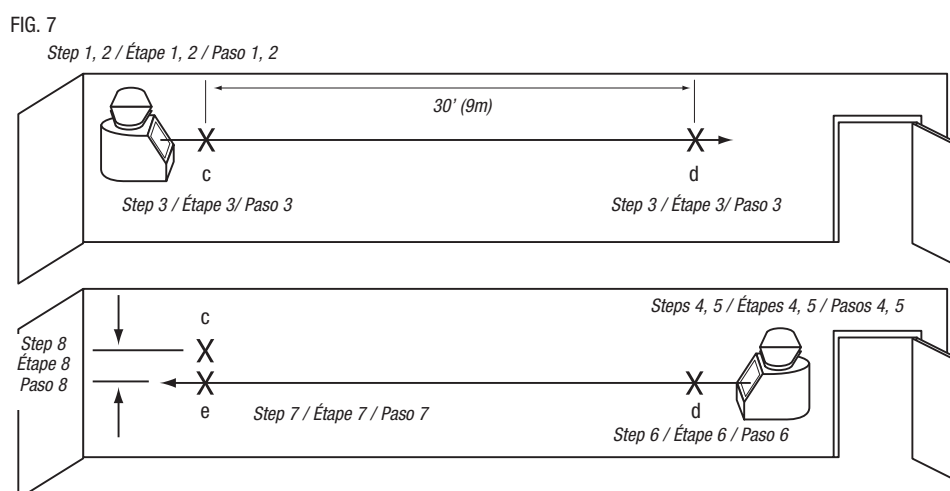 FIG. 7
Step 1, 2 / Étape 1, 2 / Paso 1, 2
30' (9m)
X X
c d
Step 3 / Étape 3/ Paso 3 Step 3 / Étape 3/ Paso 3
Steps 4, 5 / Étapes 4, 5 / Pasos 4, 5
c
Step 8
Étape 8
Paso 8
X
X X
e d
Step 7 / Étape 7 / Paso 7
Step 6 / Étape 6 / Paso 6